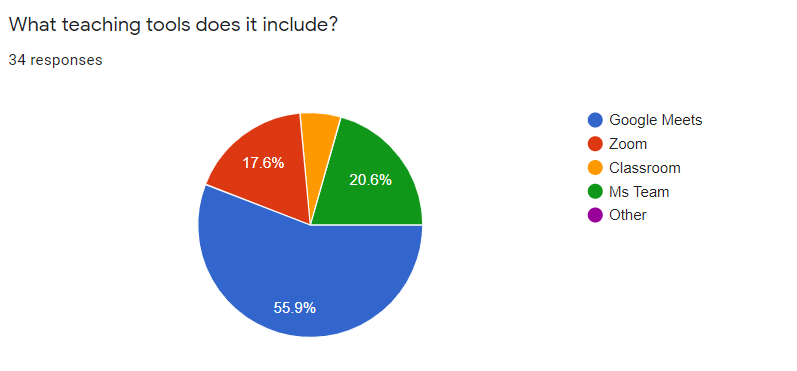 What teaching tools does it include?
34 responses
Google Meets
Zoom
Classroom
Ms Team
Other
17.6%
20.6%
55.9%